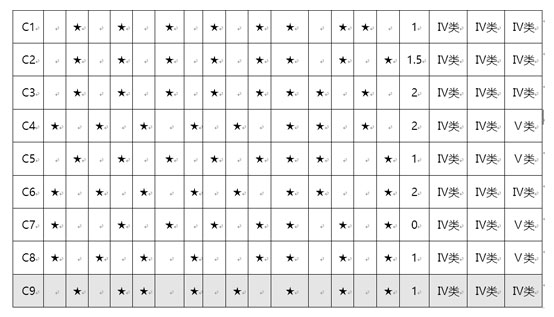 C1 ★ ★ ★ ★ ★ ★ ★ ★ 1 Ⅳ类 Ⅳ类 Ⅳ类
C2 ★ ★ ★ ★ ★ ★ ★ ★ 1.5 Ⅳ类 Ⅳ类 Ⅳ类
C3 ★ ★ ★ ★ ★ ★ ★ ★ 2 Ⅳ类 Ⅳ类 Ⅳ类
C4 ★ ★ ★ ★ ★ ★ ★ ★ 2 Ⅳ类 Ⅳ类 Ⅴ类
C5 ★ ★ ★ ★ ★ ★ ★ ★ 1 Ⅳ类 Ⅳ类 Ⅴ类
C6 ★ ★ ★ ★ ★ ★ ★ ★ 2 Ⅳ类 Ⅳ类 Ⅳ类
C7 ★ ★ ★ ★ ★ ★ ★ ★ 0 Ⅳ类 Ⅳ类 Ⅴ类
C8 ★ ★ ★ ★ ★ ★ ★ ★ 1 Ⅳ类 Ⅳ类 Ⅴ类
C9 ★ ★ ★ ★ ★ ★ ★ ★ 1 Ⅳ类 Ⅳ类 Ⅳ类